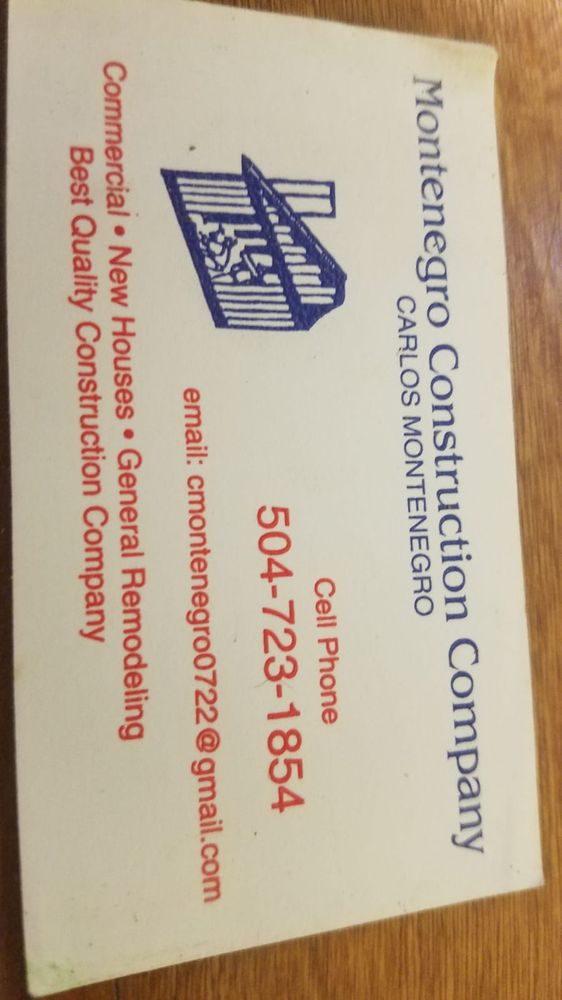 Montenegro Construction Company
CARLOS MONTENEGRO
Cell Phone
504-723-1854
email: cmontenegro0722@gmail.com
Commercial • New Houses • General Remodeling
Best Quality Construction Company